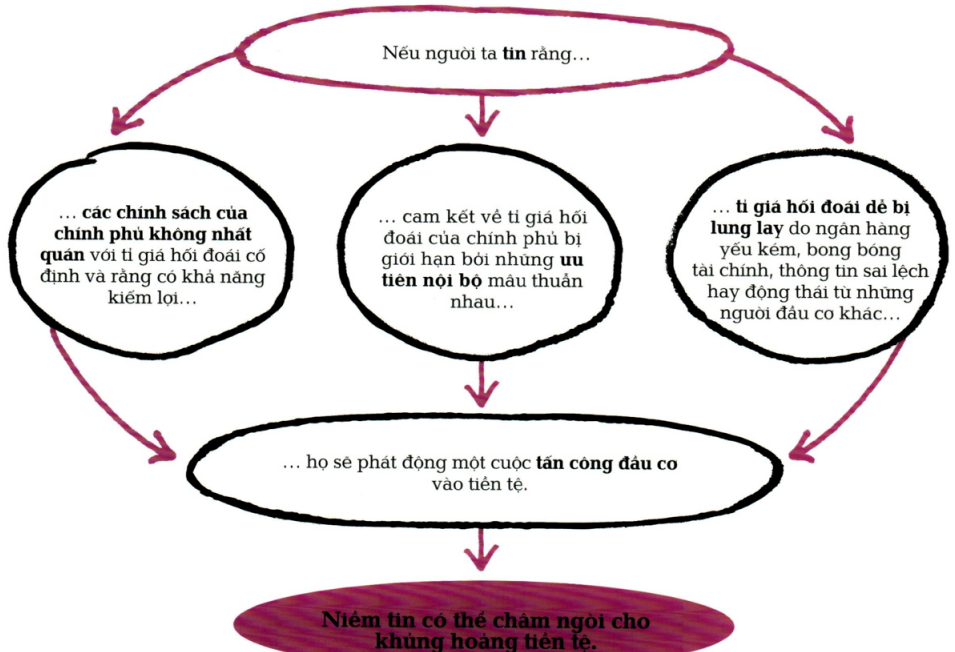 Nếu người ta tin rằng…
… các chính sách của
chính phủ không nhất
quán với tỉ giá hối đoái cố
định và rằng có khả năng
kiếm lợi…
… cam kết về tỉ giá hối
đoái của chính phủ bị
giới hạn bởi những ưu
tiên nội bộ mâu thuẫn
nhau…
… tỉ giá hối đoái dễ bị
lung lay do ngân hàng
yếu kém, bong bóng
tài chính, thông tin sai lệch
hay động thái từ những
người đầu cơ khác…
… họ sẽ phát động một cuộc tấn công đầu cơ
vào tiền tệ.
Niềm tin có thể châm ngòi cho
khủng hoảng tiền tệ.